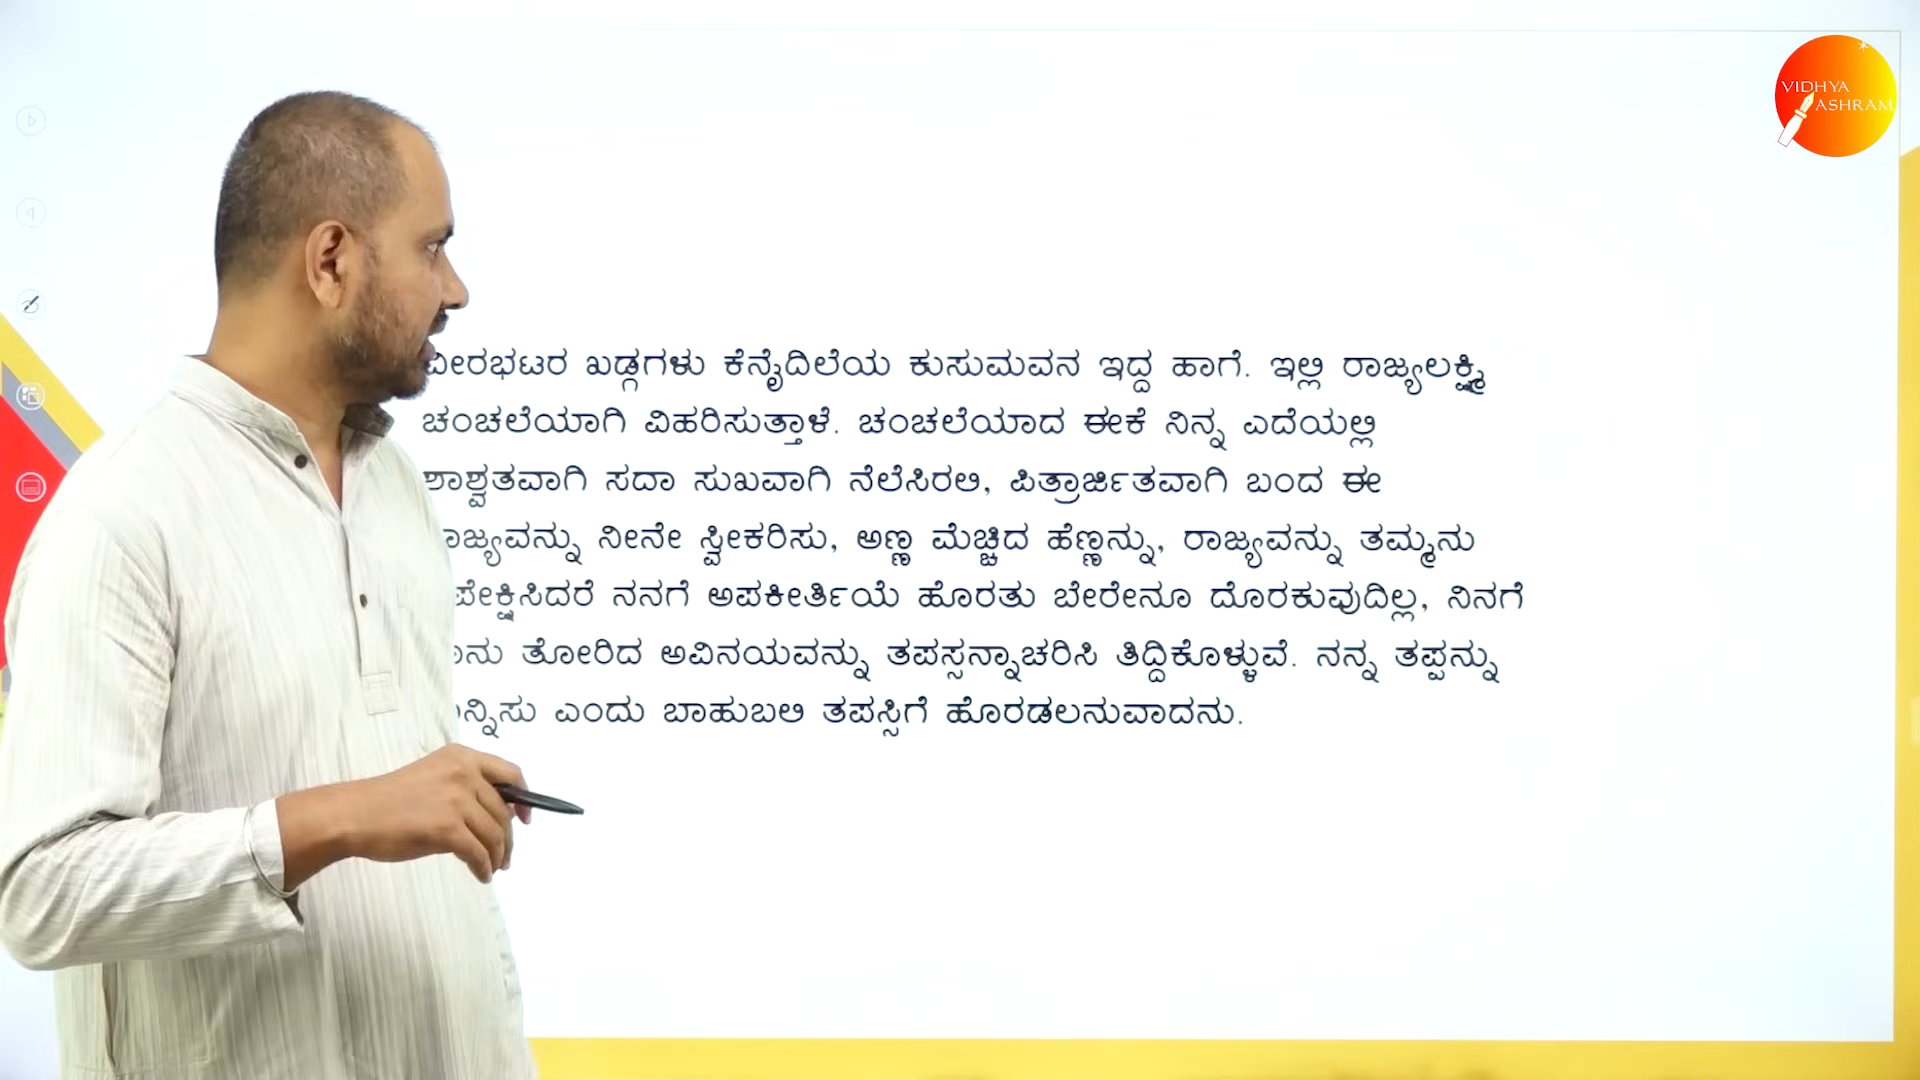 VIDHYA
ASHRAM
ವೀರಭಟರ ಖಡ್ಗಗಳು ಕೆನ್ನೈದಿಲೆಯ ಕುಸುಮವನ ಇದ್ದ ಹಾಗೆ. ಇಲ್ಲಿ ರಾಜ್ಯಲಕ್ಷ್ಮಿ
ಚಂಚಲೆಯಾಗಿ ವಿಹರಿಸುತ್ತಾಳೆ. ಚಂಚಲೆಯಾದ ಈಕೆ ನಿನ್ನ ಎದೆಯಲ್ಲಿ
ಶಾಶ್ವತವಾಗಿ ಸದಾ ಸುಖವಾಗಿ ನೆಲೆಸಿರಲಿ, ಪಿತ್ರಾರ್ಜಿತವಾಗಿ ಬಂದ ಈ
ರಾಜ್ಯವನ್ನು ನೀನೇ ಸ್ವೀಕರಿಸು, ಅಣ್ಣ ಮೆಚ್ಚಿದ ಹೆಣ್ಣನ್ನು, ರಾಜ್ಯವನ್ನು ತಮ್ಮನು
ನನಗೆ ಅಪಕೀರ್ತಿಯೆ ಹೊರತು ಬೇರೇನೂ ದೊರಕುವುದಿಲ್ಲ, ನಿನಗೆ
ತೋರಿದ ಅವಿನಯವನ್ನು ತಪಸ್ಸನ್ನಾಚರಿಸಿ ತಿದ್ದಿಕೊಳ್ಳುವೆ. ನನ್ನ ತಪ್ಪನ್ನು
ಎಂದು ಬಾಹುಬಲಿ ತಪಸ್ಸಿಗೆ ಹೊರಡಲನುವಾದನು.